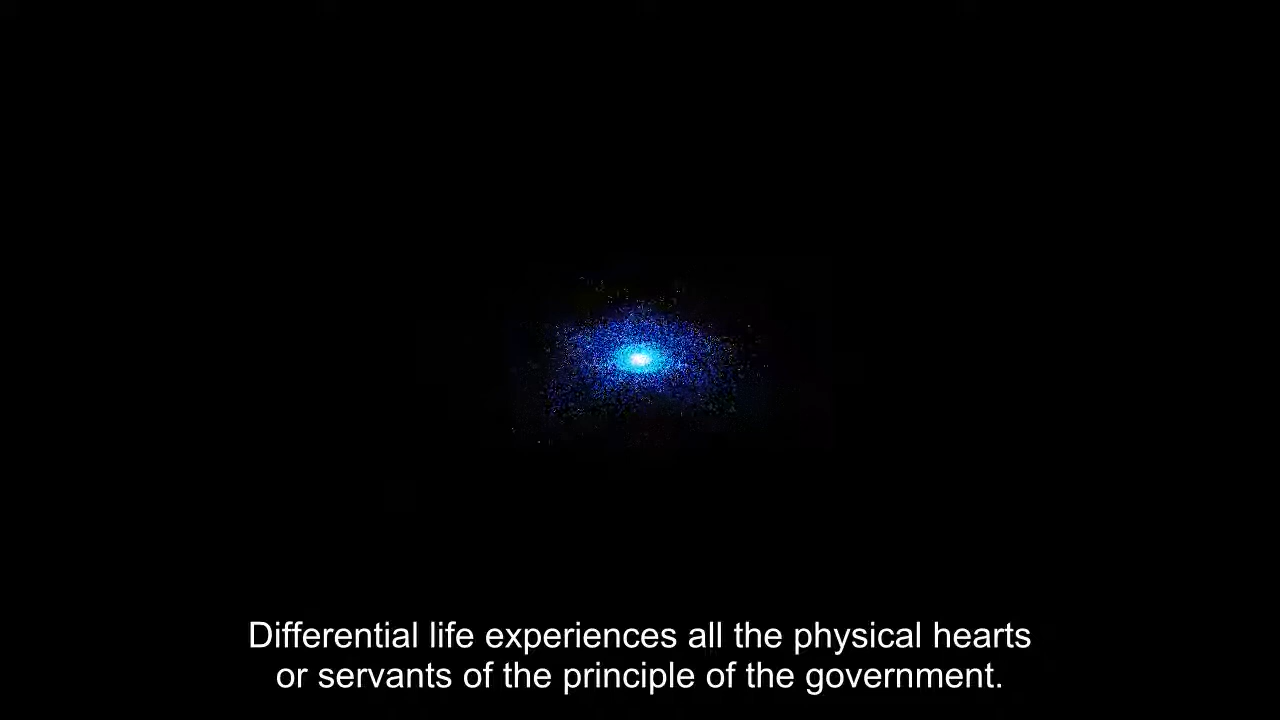 Differential life experiences all the physical hearts
or servants of the principle of the government.